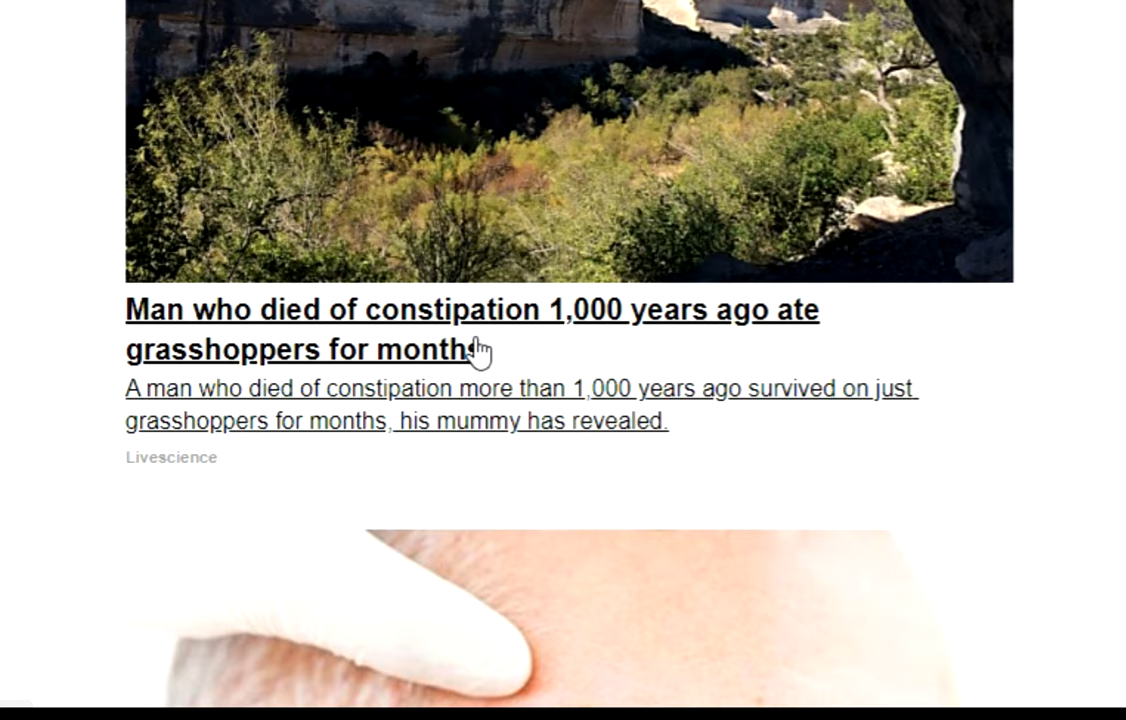 Man who died of constipation 1,000 years ago ate
grasshoppers for months
A man who died of constipation more than 1,000 years ago survived on just
grasshoppers for months, his mummy has revealed.
Livescience